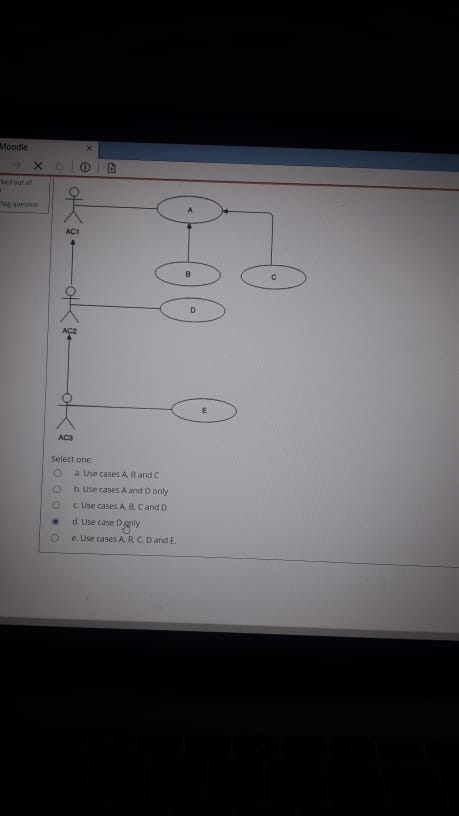 Moodle
ked out of
Flag question
A
AC1
B
C
D
AC2
E
AC3
Select one:
a. Use cases A, B and C
b. Use cases A and D only
c. Use cases A, B, C and D
d. Use case D only
e. Use cases A, B, C, D and E.